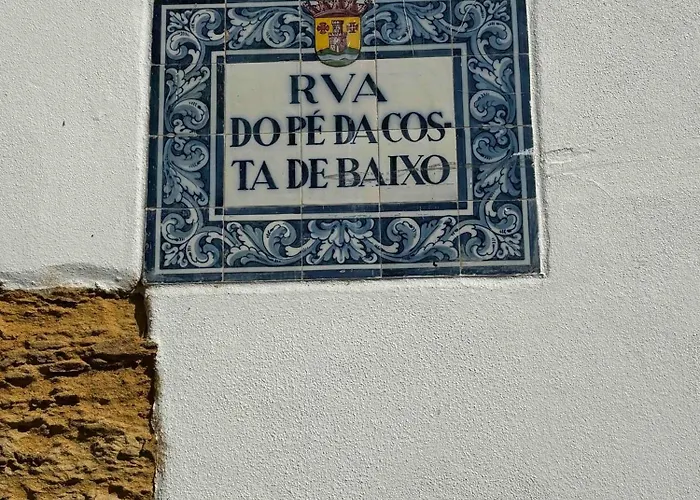 RVA
DO PÉ DA COS-
TA DE BAIXO